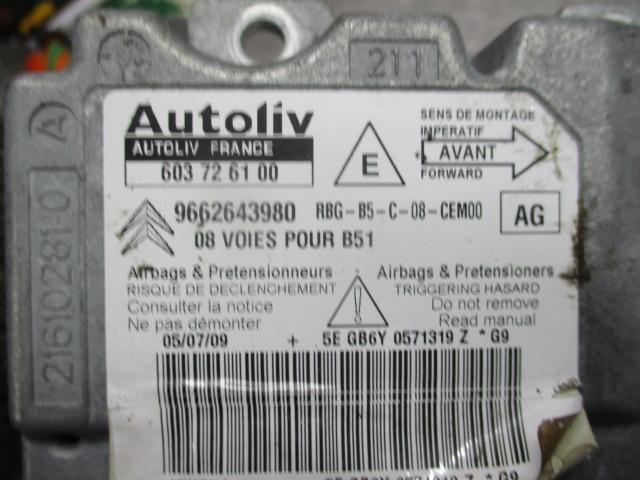 211
A
21610281-0
Autoliv
AUTOLIV FRANCE
603 72 61 00
E
SENS DE MONTAGE
IMPERATIF
AVANT
FORWARD
9662643980 RBG-B5-C-08-CEM00
AG
08 VOIES POUR B51
Airbags & Pretensionneurs
RISQUE DE DECLENCHEMENT
Consulter la notice
Ne pas démonter
!
Airbags & Pretensioners
TRIGGERING HASARD
Do not remove
Read manual
05/07/09 + 5E GB6Y 0571319 Z *G9